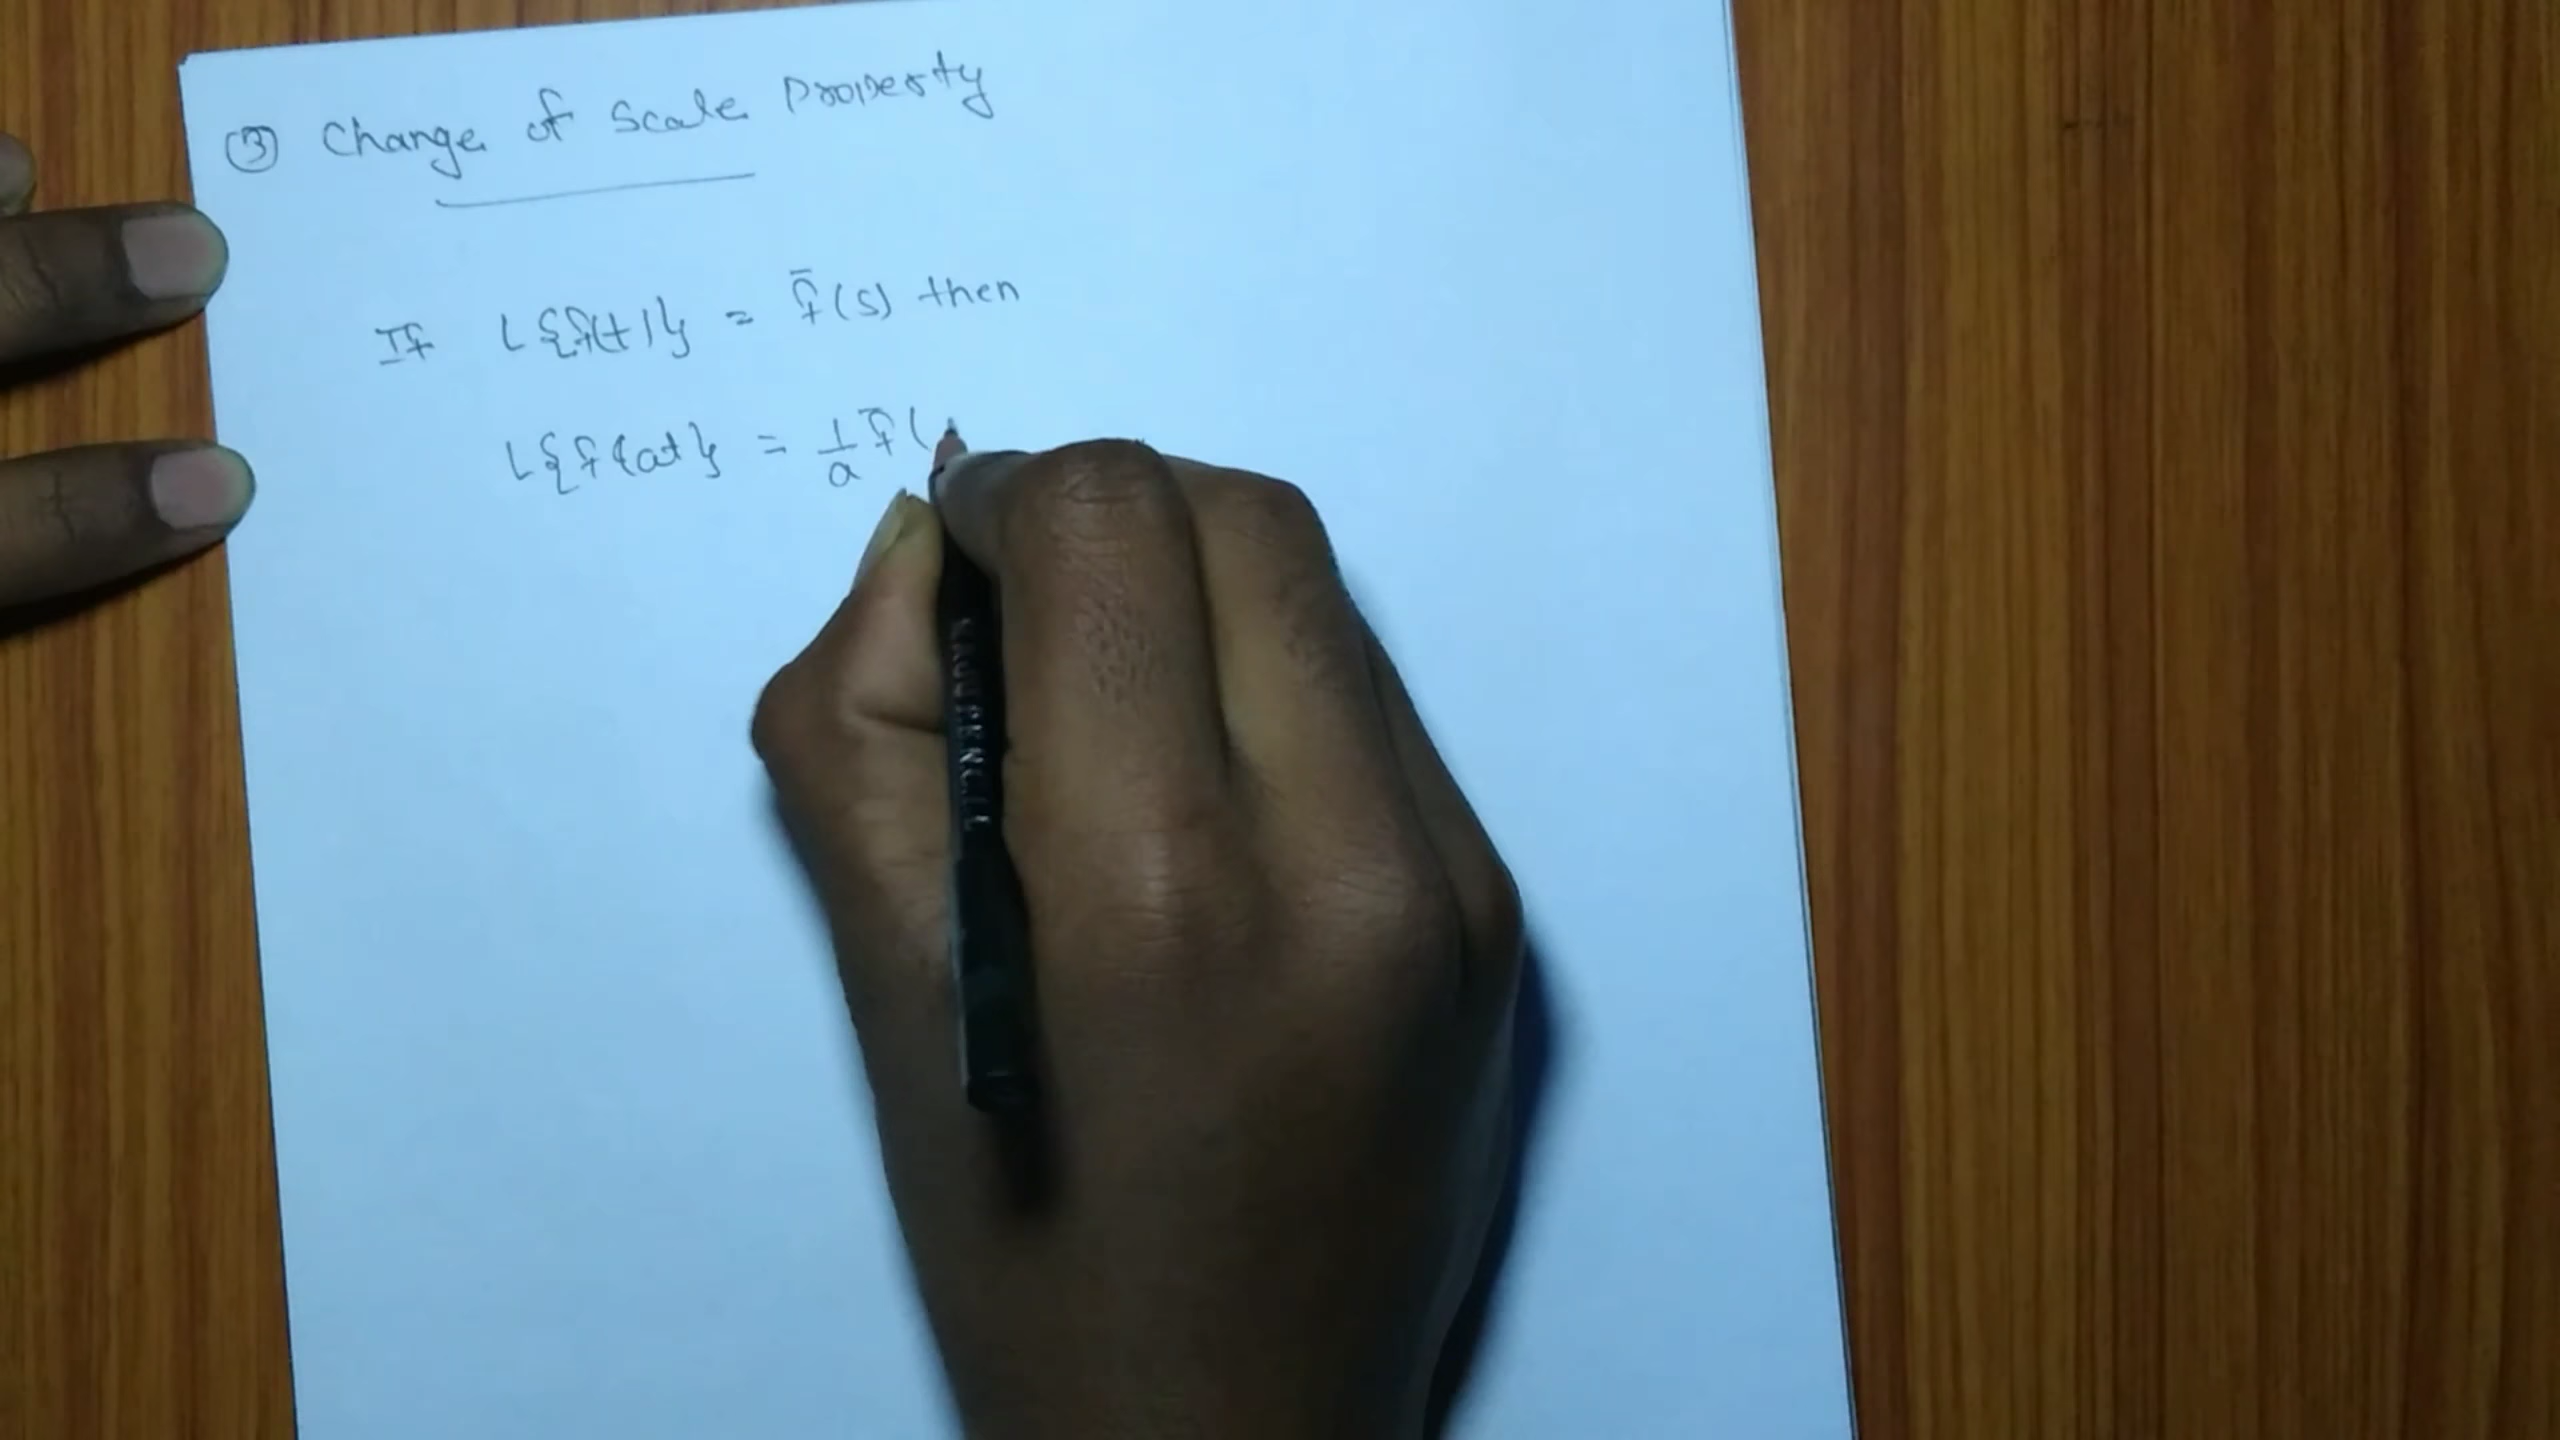 ③ Change of Scale Property
If L{f(t)} = f̄(s) then
L{f{at} = 1/a f̄(